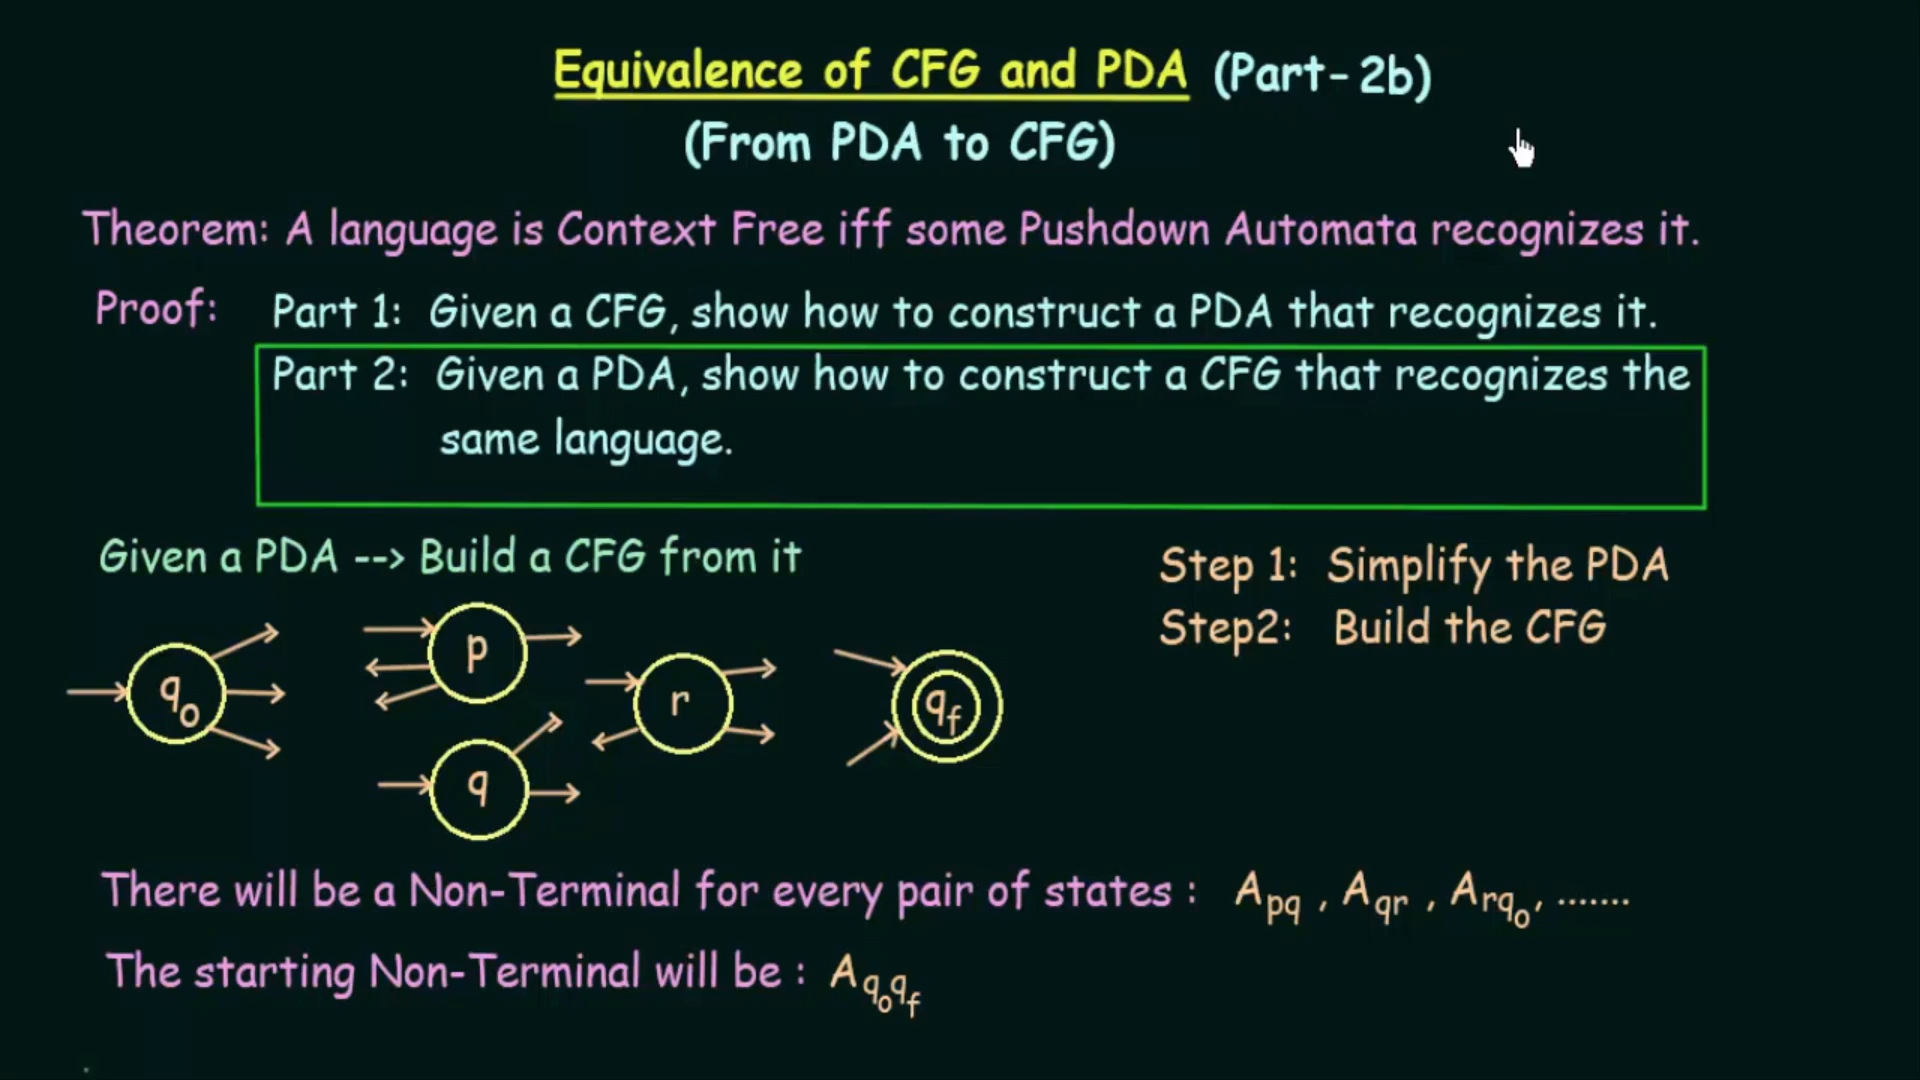 Equivalence of CFG and PDA (Part-2b)
(From PDA to CFG)
Theorem: A language is Context Free iff some Pushdown Automata recognizes it.
Proof: Part 1: Given a CFG, show how to construct a PDA that recognizes it.
Part 2: Given a PDA, show how to construct a CFG that recognizes the
same language.
Given a PDA --> Build a CFG from it
Step 1: Simplify the PDA
Step2: Build the CFG
q₀
p
q
r
qf
There will be a Non-Terminal for every pair of states : Apq , Aqr , Arq₀, .......
The starting Non-Terminal will be : Aq₀qf